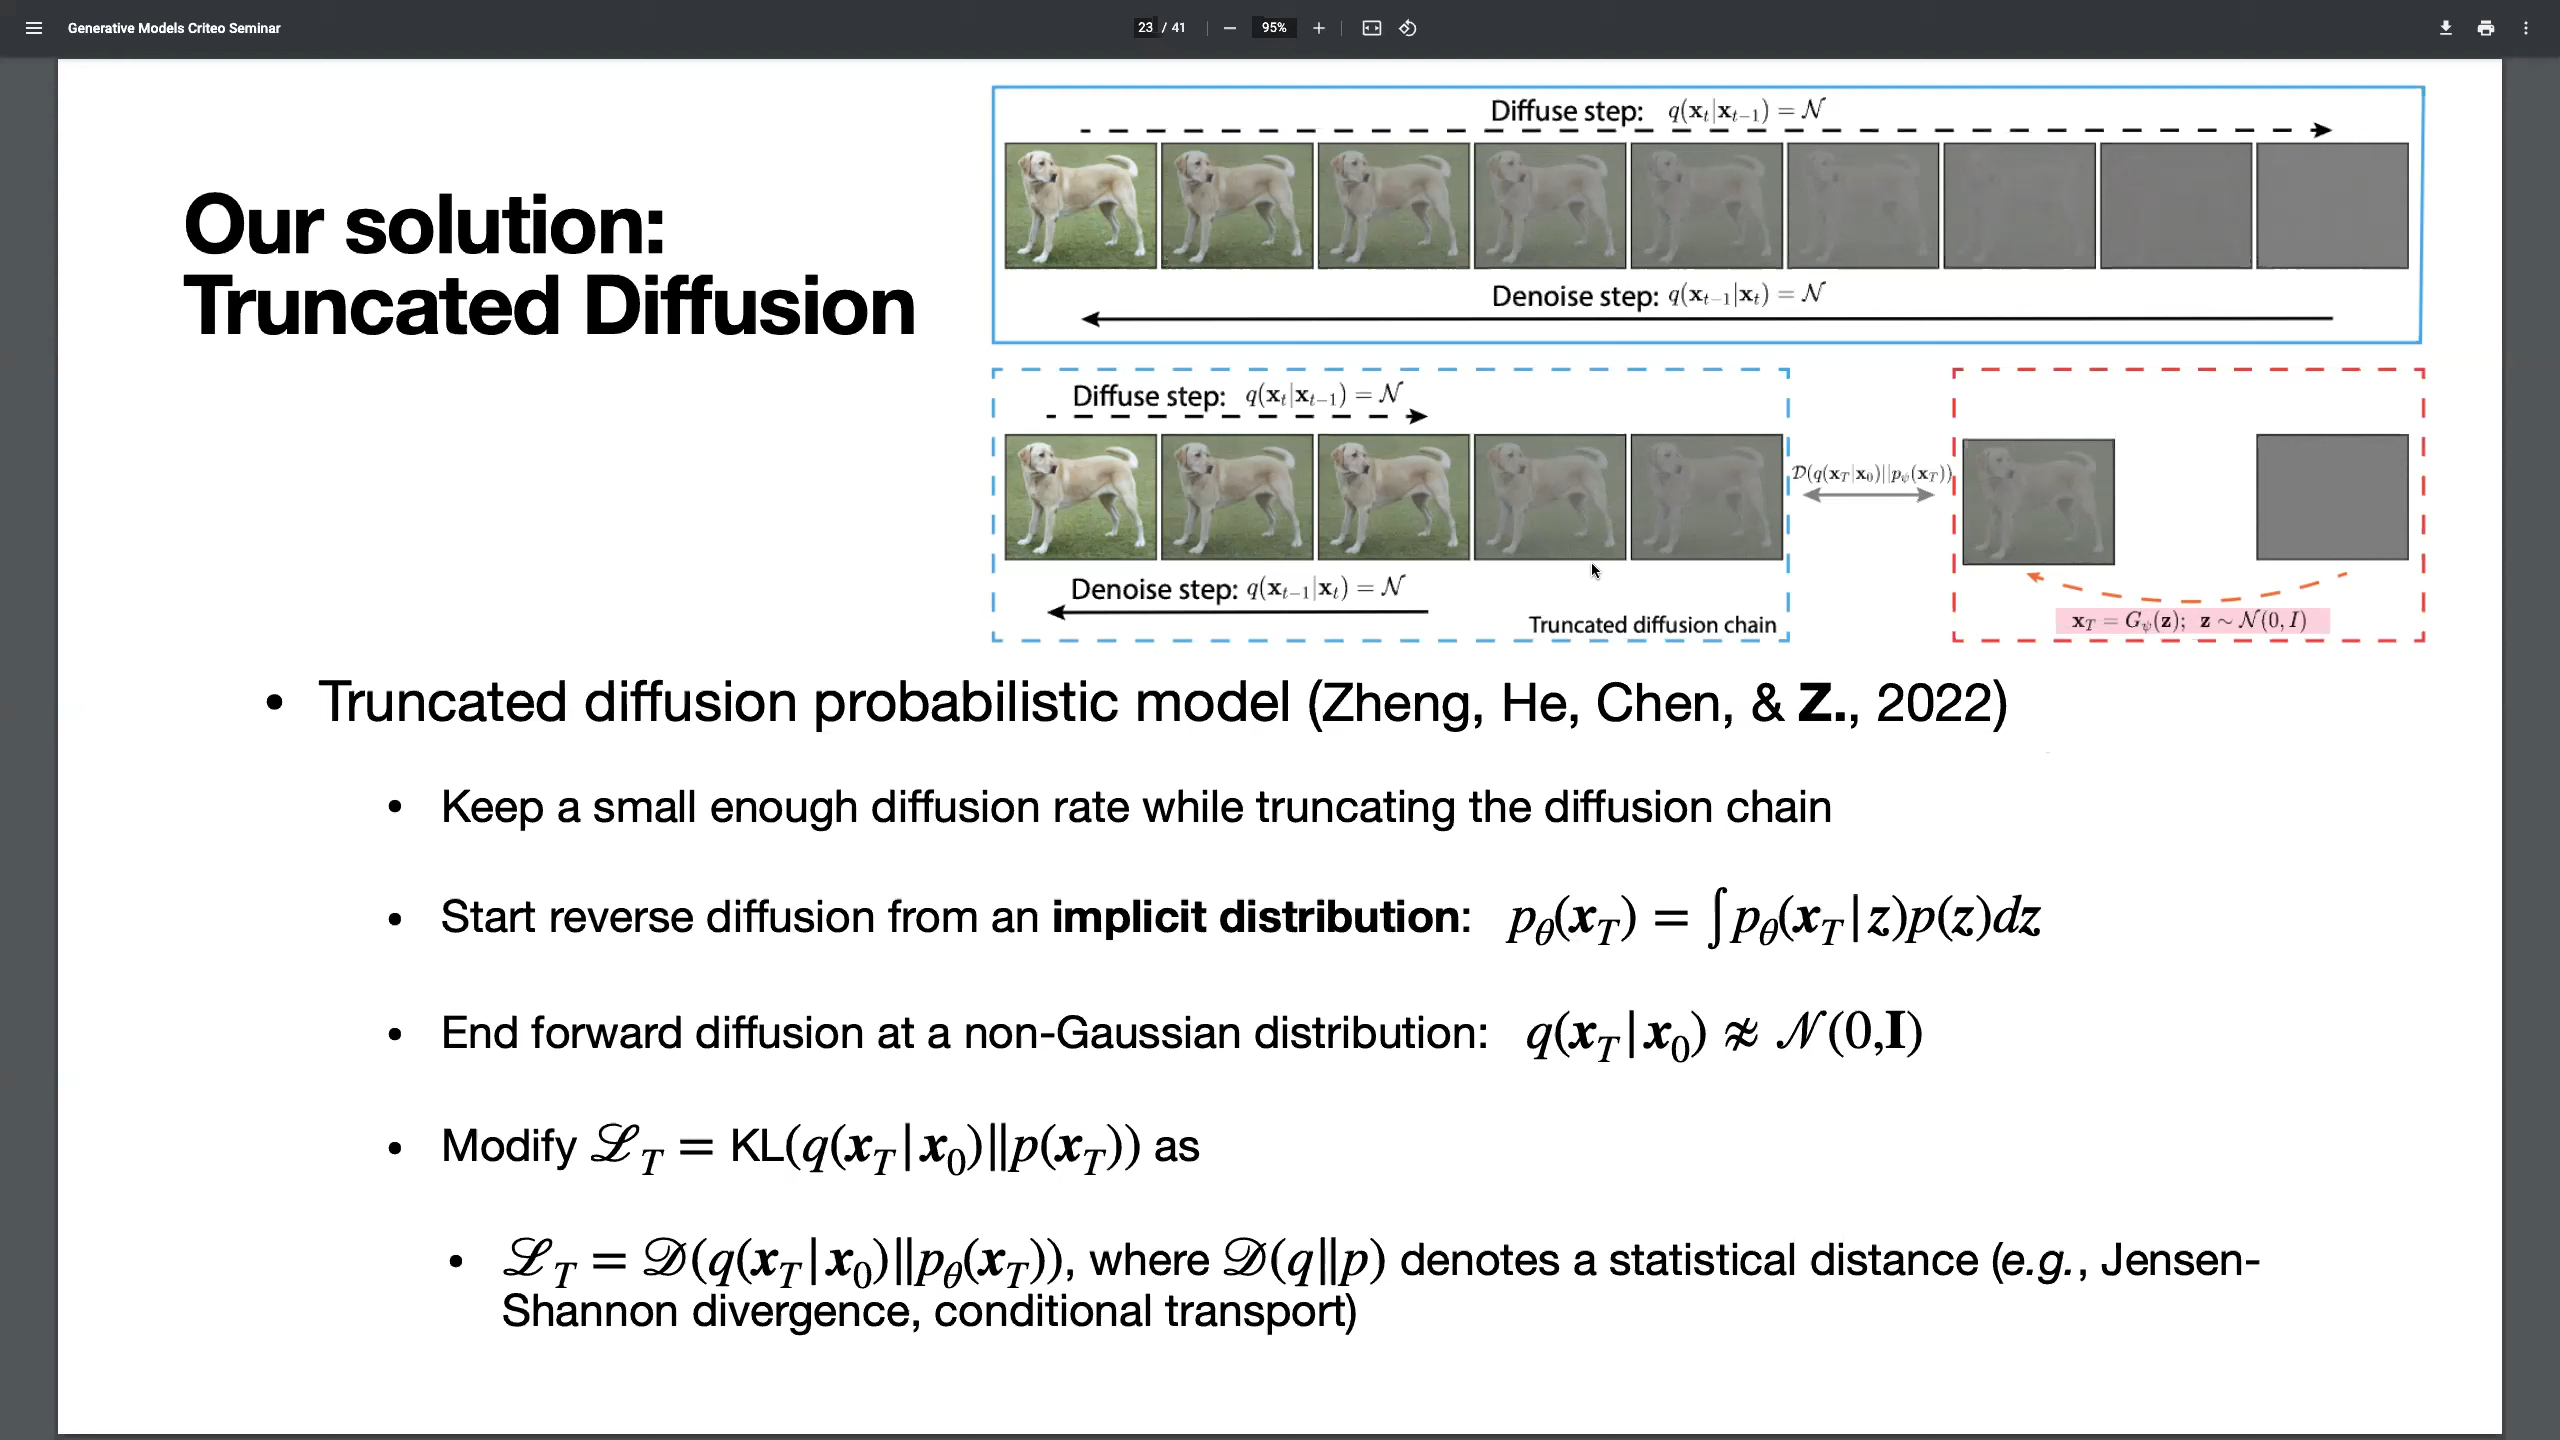 Generative Models Criteo Seminar
23 / 41
95%
Diffuse step: q(x_t|x_{t−1}) = 𝒩
Our solution:
Truncated Diffusion
Denoise step: q(x_{t−1}|x_t) = 𝒩
Diffuse step: q(x_t|x_{t−1}) = 𝒩
𝒟(q(x_T|x_0)||p_ψ(x_T))
Denoise step: q(x_{t−1}|x_t) = 𝒩
Truncated diffusion chain
x_T = G_ψ(z); z ∼ 𝒩(0, I)
• Truncated diffusion probabilistic model (Zheng, He, Chen, & Z., 2022)
• Keep a small enough diffusion rate while truncating the diffusion chain
• Start reverse diffusion from an implicit distribution: p_θ(x_T) = ∫p_θ(x_T|z)p(z)dz
• End forward diffusion at a non-Gaussian distribution: q(x_T|x_0) ≉ 𝒩(0,I)
• Modify ℒ_T = KL(q(x_T|x_0)||p(x_T)) as
• ℒ_T = 𝒟(q(x_T|x_0)||p_θ(x_T)), where 𝒟(q||p) denotes a statistical distance (e.g., Jensen-
Shannon divergence, conditional transport)